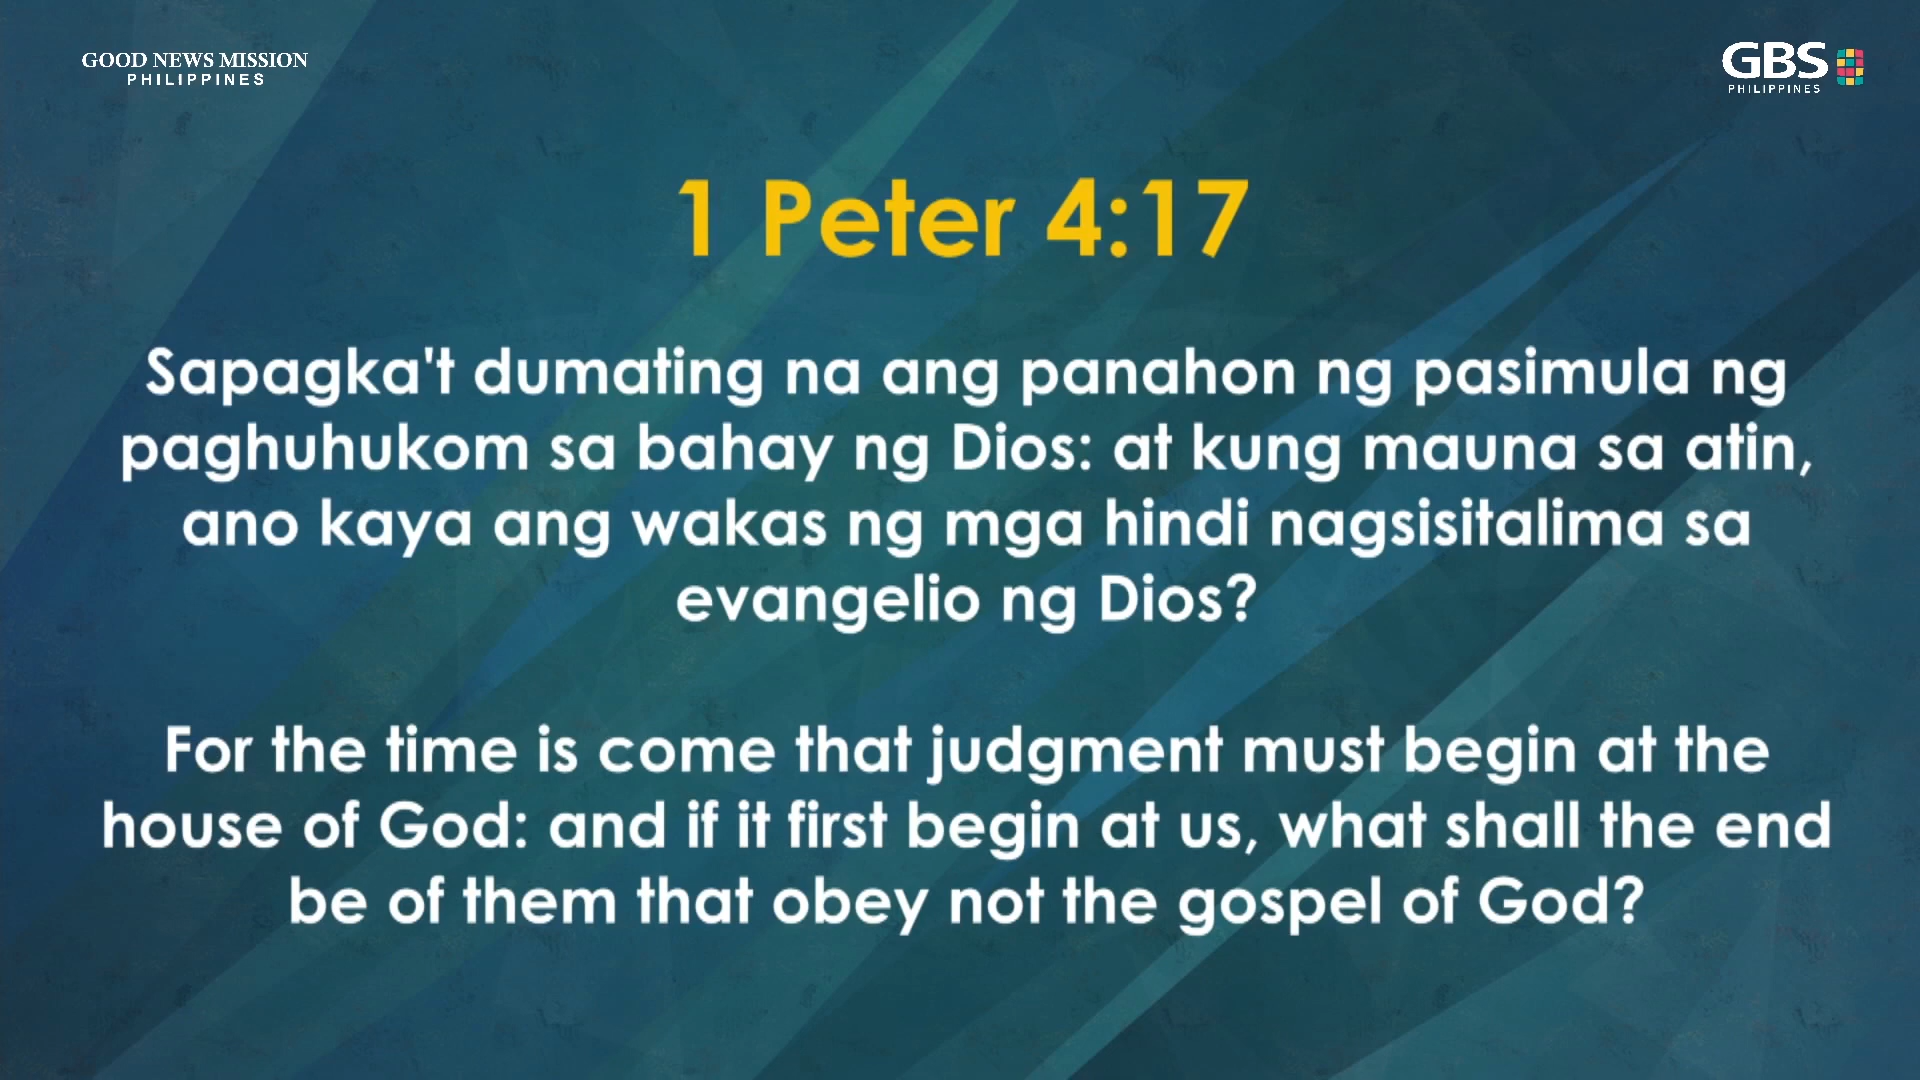 GOOD NEWS MISSION
PHILIPPINES
GBS
PHILIPPINES
1 Peter 4:17
Sapagka't dumating na ang panahon ng pasimula ng
paghuhukom sa bahay ng Dios: at kung mauna sa atin,
ano kaya ang wakas ng mga hindi nagsisitalima sa
evangelio ng Dios?
For the time is come that judgment must begin at the
house of God: and if it first begin at us, what shall the end
be of them that obey not the gospel of God?